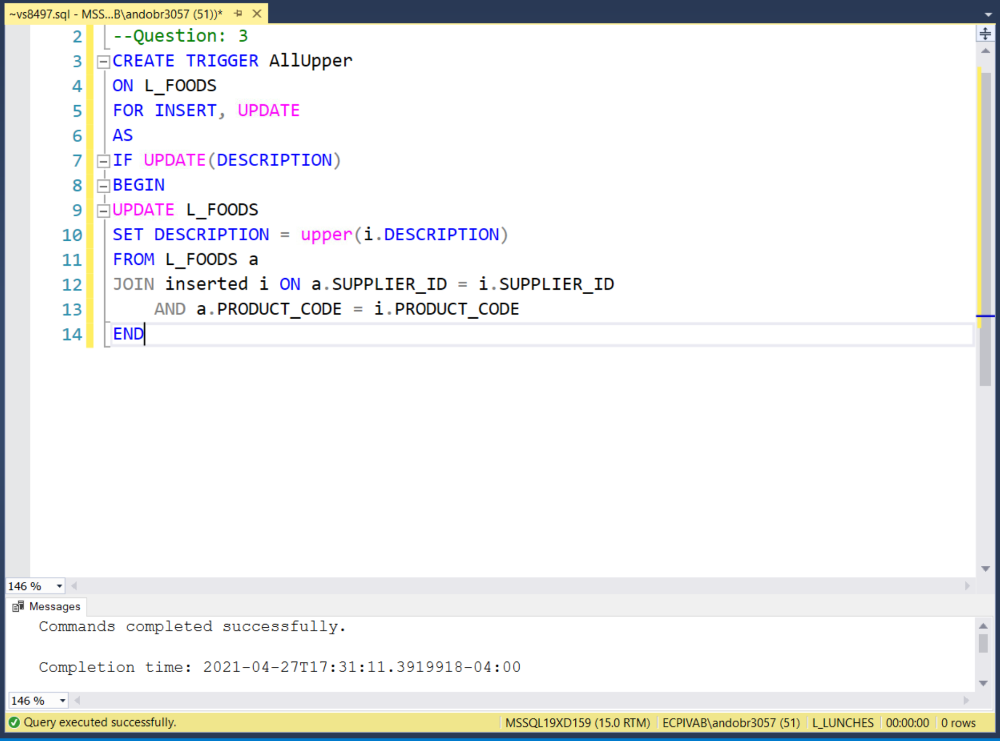 ~vs8497.sql - MSS...B\andobr3057 (51))*
2 --Question: 3
3 CREATE TRIGGER AllUpper
4 ON L_FOODS
5 FOR INSERT, UPDATE
6 AS
7 IF UPDATE(DESCRIPTION)
8 BEGIN
9 UPDATE L_FOODS
10 SET DESCRIPTION = upper(i.DESCRIPTION)
11 FROM L_FOODS a
12 JOIN inserted i ON a.SUPPLIER_ID = i.SUPPLIER_ID
13     AND a.PRODUCT_CODE = i.PRODUCT_CODE
14 END
146 %
Messages
Commands completed successfully.
Completion time: 2021-04-27T17:31:11.3919918-04:00
146 %
Query executed successfully. MSSQL19XD159 (15.0 RTM) ECPIVAB\andobr3057 (51) L_LUNCHES 00:00:00 0 rows